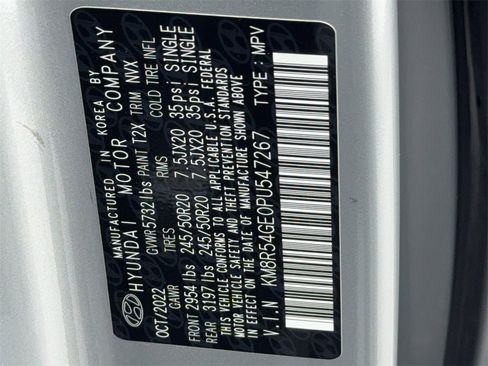 MANUFACTURED IN KOREA BY
HYUNDAI MOTOR COMPANY
OCT/2022 GVWR 5732 lbs PAINT T2X TRIM NVX
GAWR TIRES RIMS COLD TIRE INFL
FRONT 2954 lbs 245/50R20 7.5JX20 35psi SINGLE
REAR 3197 lbs 245/50R20 7.5JX20 35psi SINGLE
THIS VEHICLE CONFORMS TO ALL APPLICABLE U.S.A. FEDERAL
MOTOR VEHICLE SAFETY AND THEFT PREVENTION STANDARDS
IN EFFECT ON THE DATE OF MANUFACTURE SHOWN ABOVE
V.I.N KM8R54GE0PU547267 TYPE : MPV